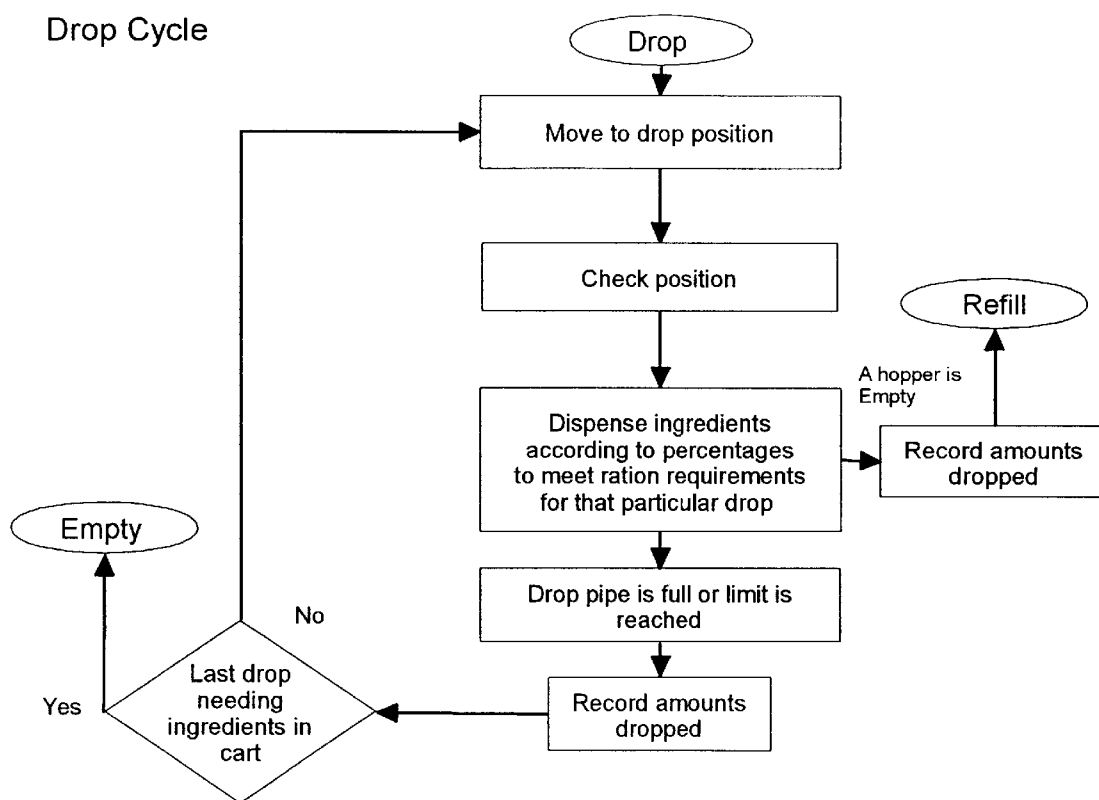 Drop Cycle
Drop
Move to drop position
Check position
Refill
A hopper is
Empty
Dispense ingredients
according to percentages
to meet ration requirements
for that particular drop
Record amounts
dropped
Empty
Drop pipe is full or limit is
reached
No
Yes
Last drop
needing
ingredients in
cart
Record amounts
dropped